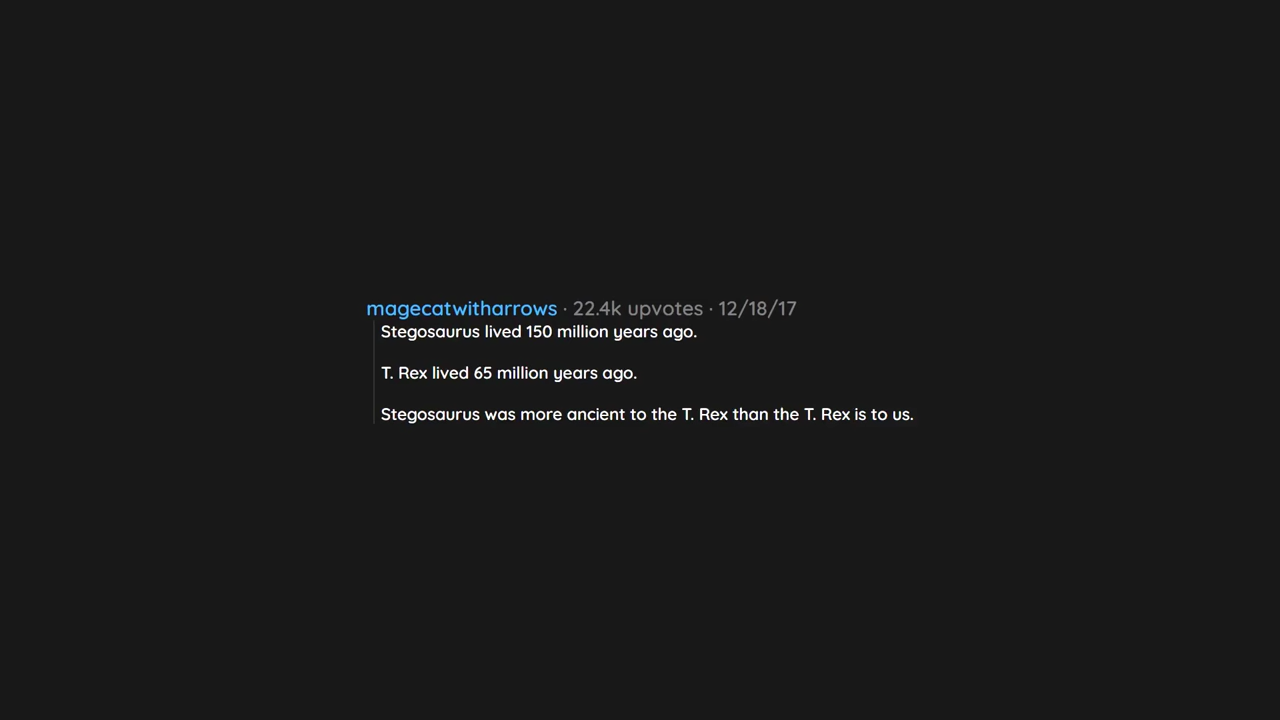 magecatwitharrows · 22.4k upvotes · 12/18/17
Stegosaurus lived 150 million years ago.
T. Rex lived 65 million years ago.
Stegosaurus was more ancient to the T. Rex than the T. Rex is to us.